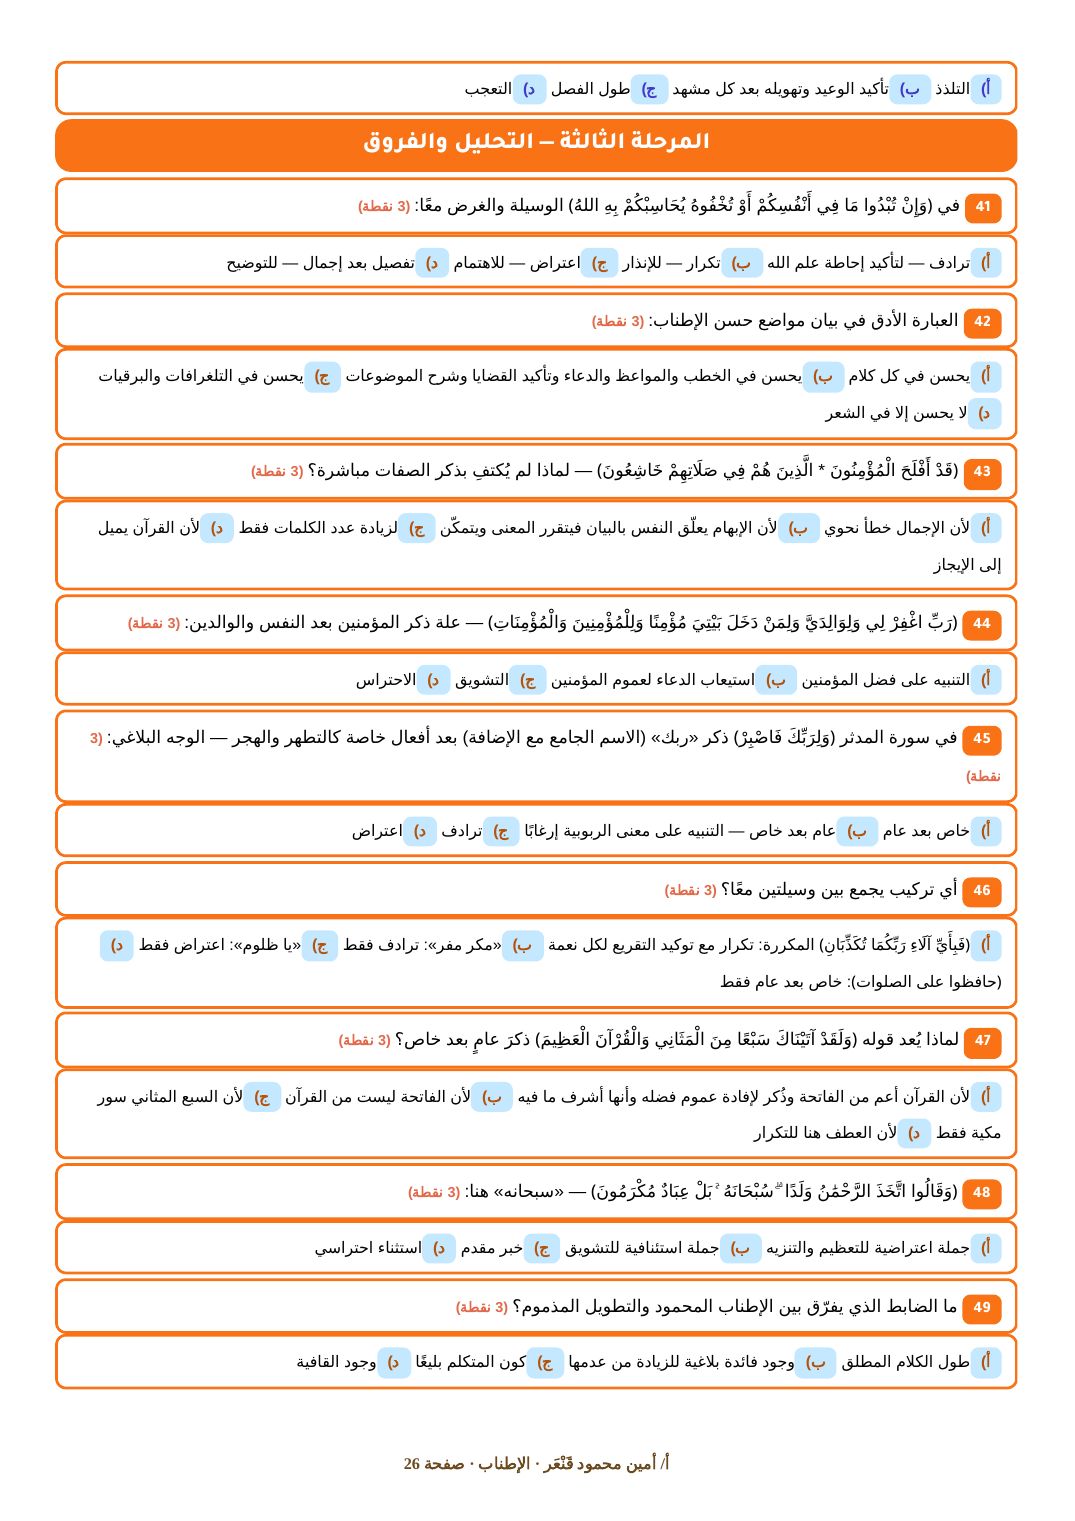 أ) التلذذ ب) تأكيد الوعيد وتهويله بعد كل مشهد ج) طول الفصل د) التعجب
المرحلة الثالثة – التحليل والفروق
41 في (وَإِنْ تُبْدُوا مَا فِي أَنْفُسِكُمْ أَوْ تُخْفُوهُ يُحَاسِبْكُمْ بِهِ اللهُ) الوسيلة والغرض معًا: (3 نقطة)
أ) ترادف — لتأكيد إحاطة علم الله ب) تكرار — للإنذار ج) اعتراض — للاهتمام د) تفصيل بعد إجمال — للتوضيح
42 العبارة الأدق في بيان مواضع حسن الإطناب: (3 نقطة)
أ) يحسن في كل كلام ب) يحسن في الخطب والمواعظ والدعاء وتأكيد القضايا وشرح الموضوعات ج) يحسن في التلغرافات والبرقيات
د) لا يحسن إلا في الشعر
43 (قَدْ أَفْلَحَ الْمُؤْمِنُونَ * الَّذِينَ هُمْ فِي صَلَاتِهِمْ خَاشِعُونَ) — لماذا لم يُكتفِ بذكر الصفات مباشرة؟ (3 نقطة)
أ) لأن الإجمال خطأ نحوي ب) لأن الإبهام يعلّق النفس بالبيان فيتقرر المعنى ويتمكّن ج) لزيادة عدد الكلمات فقط د) لأن القرآن يميل
إلى الإيجاز
44 (رَبِّ اغْفِرْ لِي وَلِوَالِدَيَّ وَلِمَنْ دَخَلَ بَيْتِيَ مُؤْمِنًا وَلِلْمُؤْمِنِينَ وَالْمُؤْمِنَاتِ) — علة ذكر المؤمنين بعد النفس والوالدين: (3 نقطة)
أ) التنبيه على فضل المؤمنين ب) استيعاب الدعاء لعموم المؤمنين ج) التشويق د) الاحتراس
45 في سورة المدثر (وَلِرَبِّكَ فَاصْبِرْ) ذكر «ربك» (الاسم الجامع مع الإضافة) بعد أفعال خاصة كالتطهر والهجر — الوجه البلاغي: (3
نقطة)
أ) خاص بعد عام ب) عام بعد خاص — التنبيه على معنى الربوبية إرغابًا ج) ترادف د) اعتراض
46 أي تركيب يجمع بين وسيلتين معًا؟ (3 نقطة)
أ) (فَبِأَيِّ آلَاءِ رَبِّكُمَا تُكَذِّبَانِ) المكررة: تكرار مع توكيد التقريع لكل نعمة ب) «مكر مفر»: ترادف فقط ج) «يا ظلوم»: اعتراض فقط د)
(حافظوا على الصلوات): خاص بعد عام فقط
47 لماذا يُعد قوله (وَلَقَدْ آتَيْنَاكَ سَبْعًا مِنَ الْمَثَانِي وَالْقُرْآنَ الْعَظِيمَ) ذكرَ عامٍ بعد خاص؟ (3 نقطة)
أ) لأن القرآن أعم من الفاتحة وذُكر لإفادة عموم فضله وأنها أشرف ما فيه ب) لأن الفاتحة ليست من القرآن ج) لأن السبع المثاني سور
مكية فقط د) لأن العطف هنا للتكرار
48 (وَقَالُوا اتَّخَذَ الرَّحْمَٰنُ وَلَدًا ۗ سُبْحَانَهُ ۚ بَلْ عِبَادٌ مُكْرَمُونَ) — «سبحانه» هنا: (3 نقطة)
أ) جملة اعتراضية للتعظيم والتنزيه ب) جملة استئنافية للتشويق ج) خبر مقدم د) استثناء احتراسي
49 ما الضابط الذي يفرّق بين الإطناب المحمود والتطويل المذموم؟ (3 نقطة)
أ) طول الكلام المطلق ب) وجود فائدة بلاغية للزيادة من عدمها ج) كون المتكلم بليغًا د) وجود القافية
أ/ أمين محمود قَنْعَر · الإطناب · صفحة 26